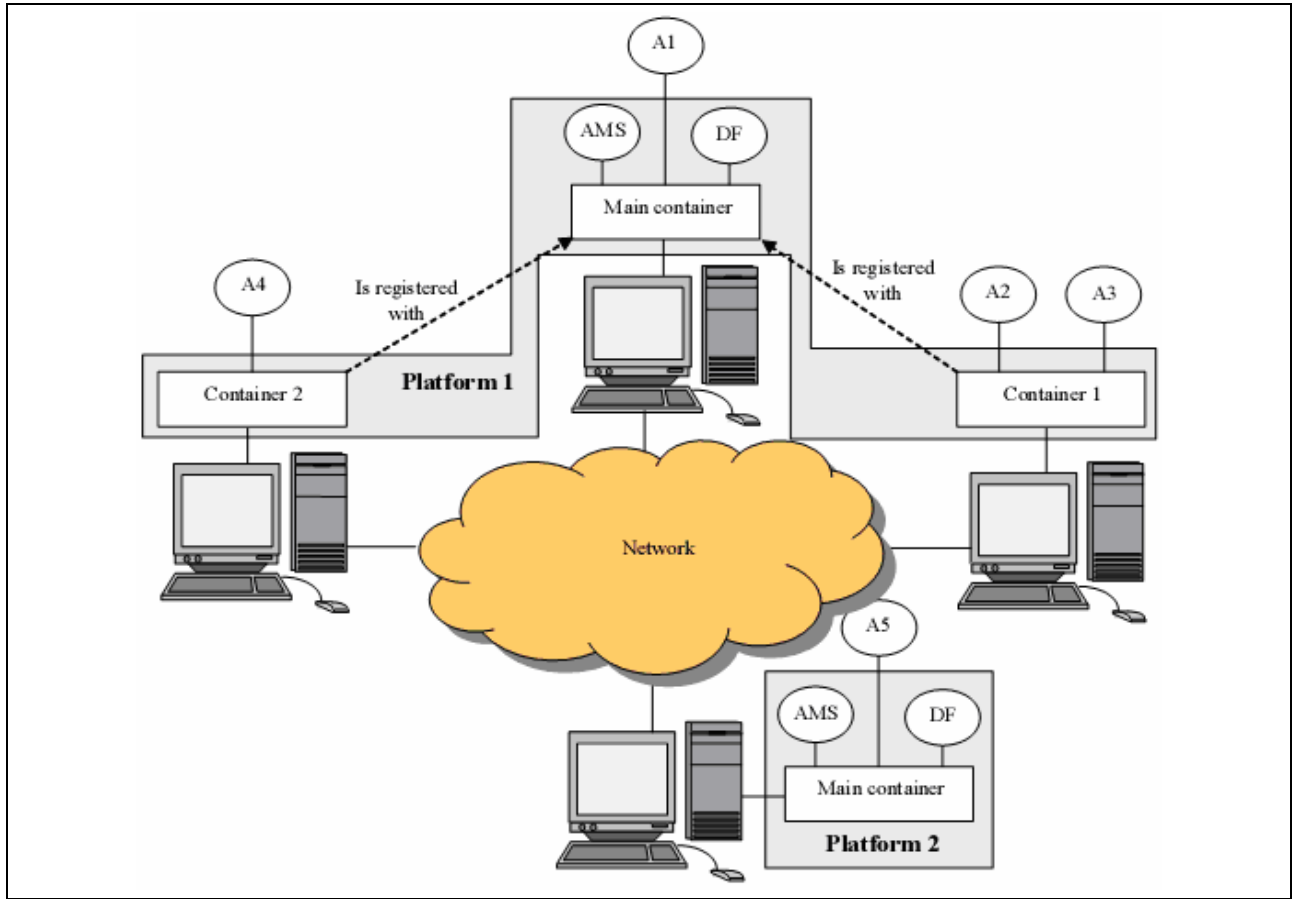 A1
AMS
DF
Main container
A4
Is registered
with
Is registered
with
A2
A3
Container 2
Platform 1
Container 1
Network
A5
AMS
DF
Main container
Platform 2